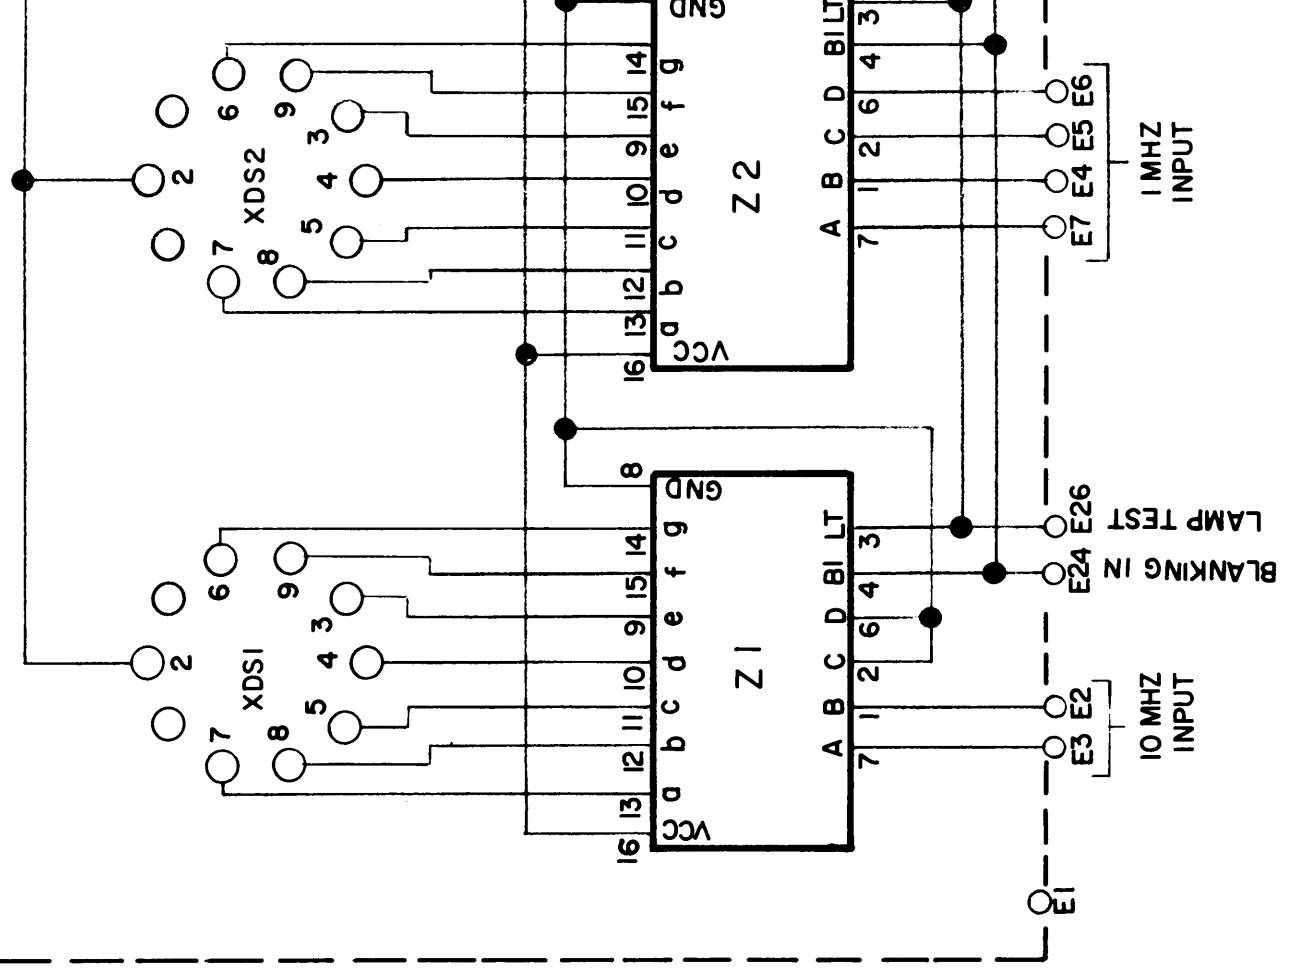 GND
LT
3
BI
4
14
g
15
f
9
e
10
d
11
c
12
b
13
a
16
VCC
Z2
D
6
C
2
B
1
A
7
E6
E5
E4
E7
1 MHZ
INPUT
6
9
3
4
5
8
7
2
XDS2
8
GND
14
g
15
f
9
e
10
d
11
c
12
b
13
a
16
VCC
Z1
LT
3
BI
4
D
6
C
2
B
1
A
7
E26
LAMP TEST
E24
BLANKING IN
E2
E3
10 MHZ
INPUT
6
9
3
4
5
8
7
2
XDS1
E1